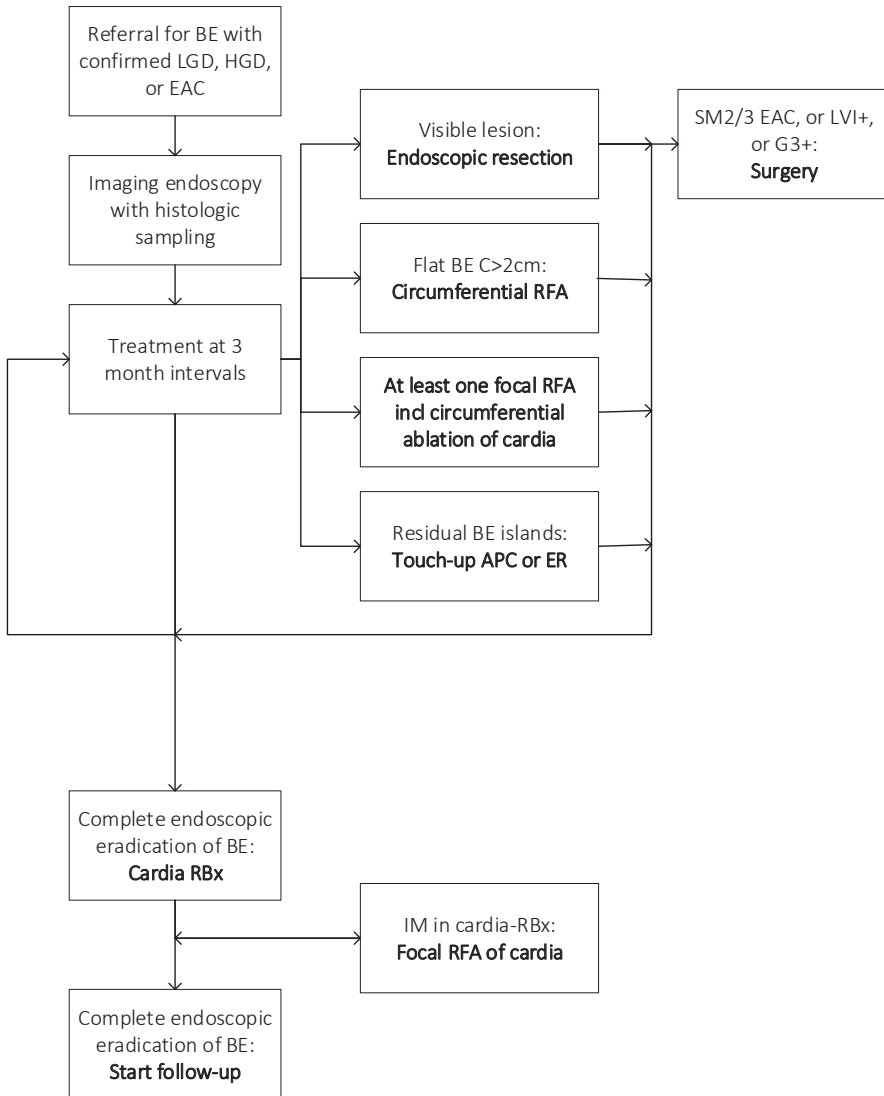 Referral for BE with
confirmed LGD, HGD,
or EAC
Imaging endoscopy
with histologic
sampling
Treatment at 3
month intervals
Visible lesion:
Endoscopic resection
Flat BE C>2cm:
Circumferential RFA
At least one focal RFA
incl circumferential
ablation of cardia
Residual BE islands:
Touch-up APC or ER
SM2/3 EAC, or LVI+,
or G3+:
Surgery
Complete endoscopic
eradication of BE:
Cardia RBx
IM in cardia-RBx:
Focal RFA of cardia
Complete endoscopic
eradication of BE:
Start follow-up